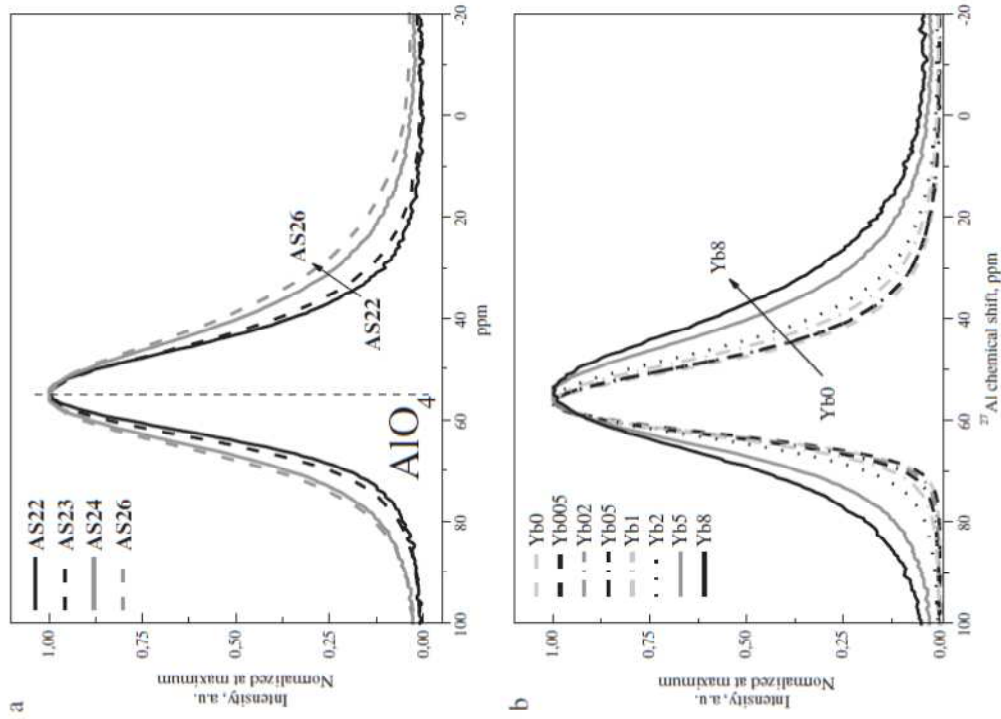 a
Intensity, a.u.
Normalized at maximum
1,00
0,75
0,50
0,25
0,00
AS22
AS23
AS24
AS26
AS26
AS22
AlO4
100
80
60
40
20
0
-20
ppm
b
Intensity, a.u.
Normalized at maximum
1,00
0,75
0,50
0,25
0,00
Yb0
Yb005
Yb02
Yb05
Yb1
Yb2
Yb5
Yb8
Yb8
Yb0
100
80
60
40
20
0
-20
27Al chemical shift, ppm